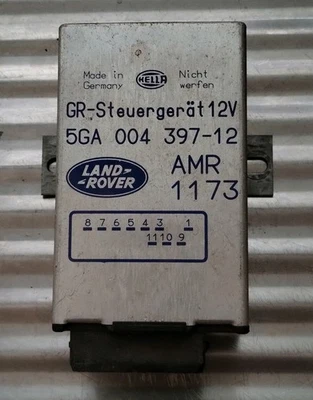 Made in Germany HELLA Nicht werfen
GR-Steuergerät 12V
5GA 004 397-12
LAND ROVER AMR 1173
8 7 6 5 4 3 1
11 10 9